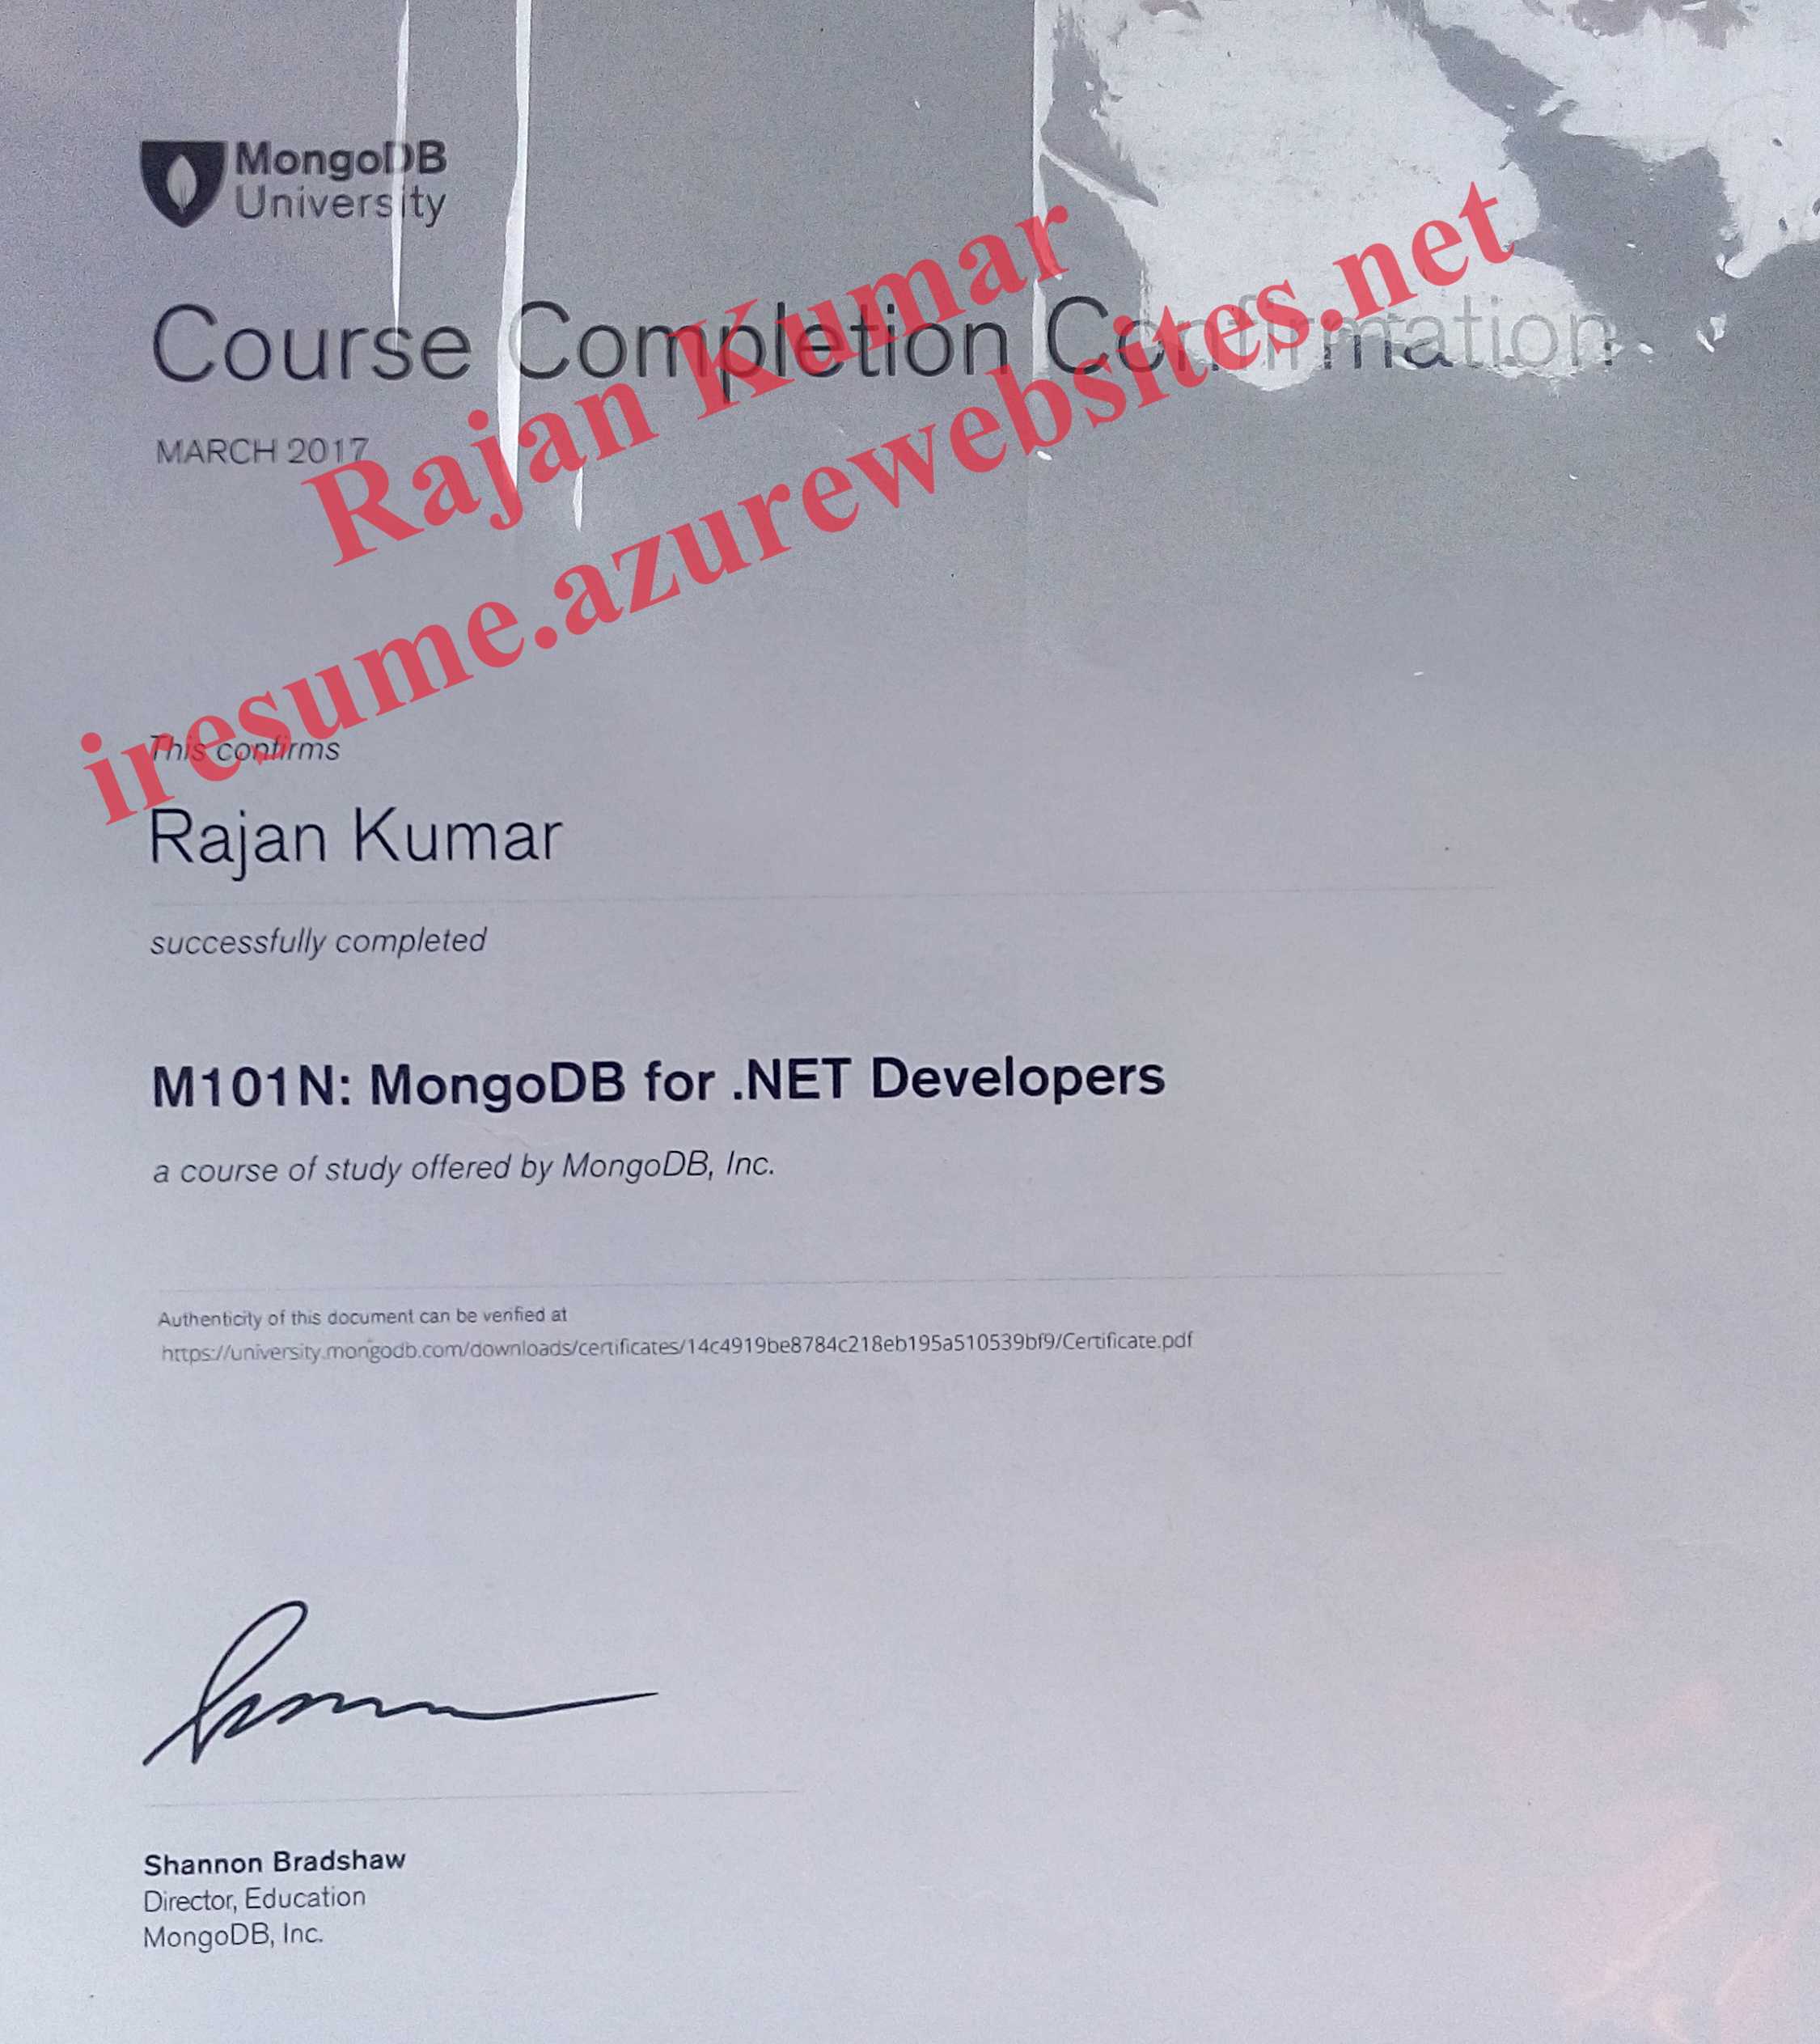 MongoDB
University
Course Completion Confirmation
MARCH 2017
Rajan Kumar
iresume.azurewebsites.net
This confirms
Rajan Kumar
successfully completed
M101N: MongoDB for .NET Developers
a course of study offered by MongoDB, Inc.
Authenticity of this document can be verified at
https://university.mongodb.com/downloads/certificates/14c4919be8784c218eb195a510539bf9/Certificate.pdf
Shannon Bradshaw
Director, Education
MongoDB, Inc.